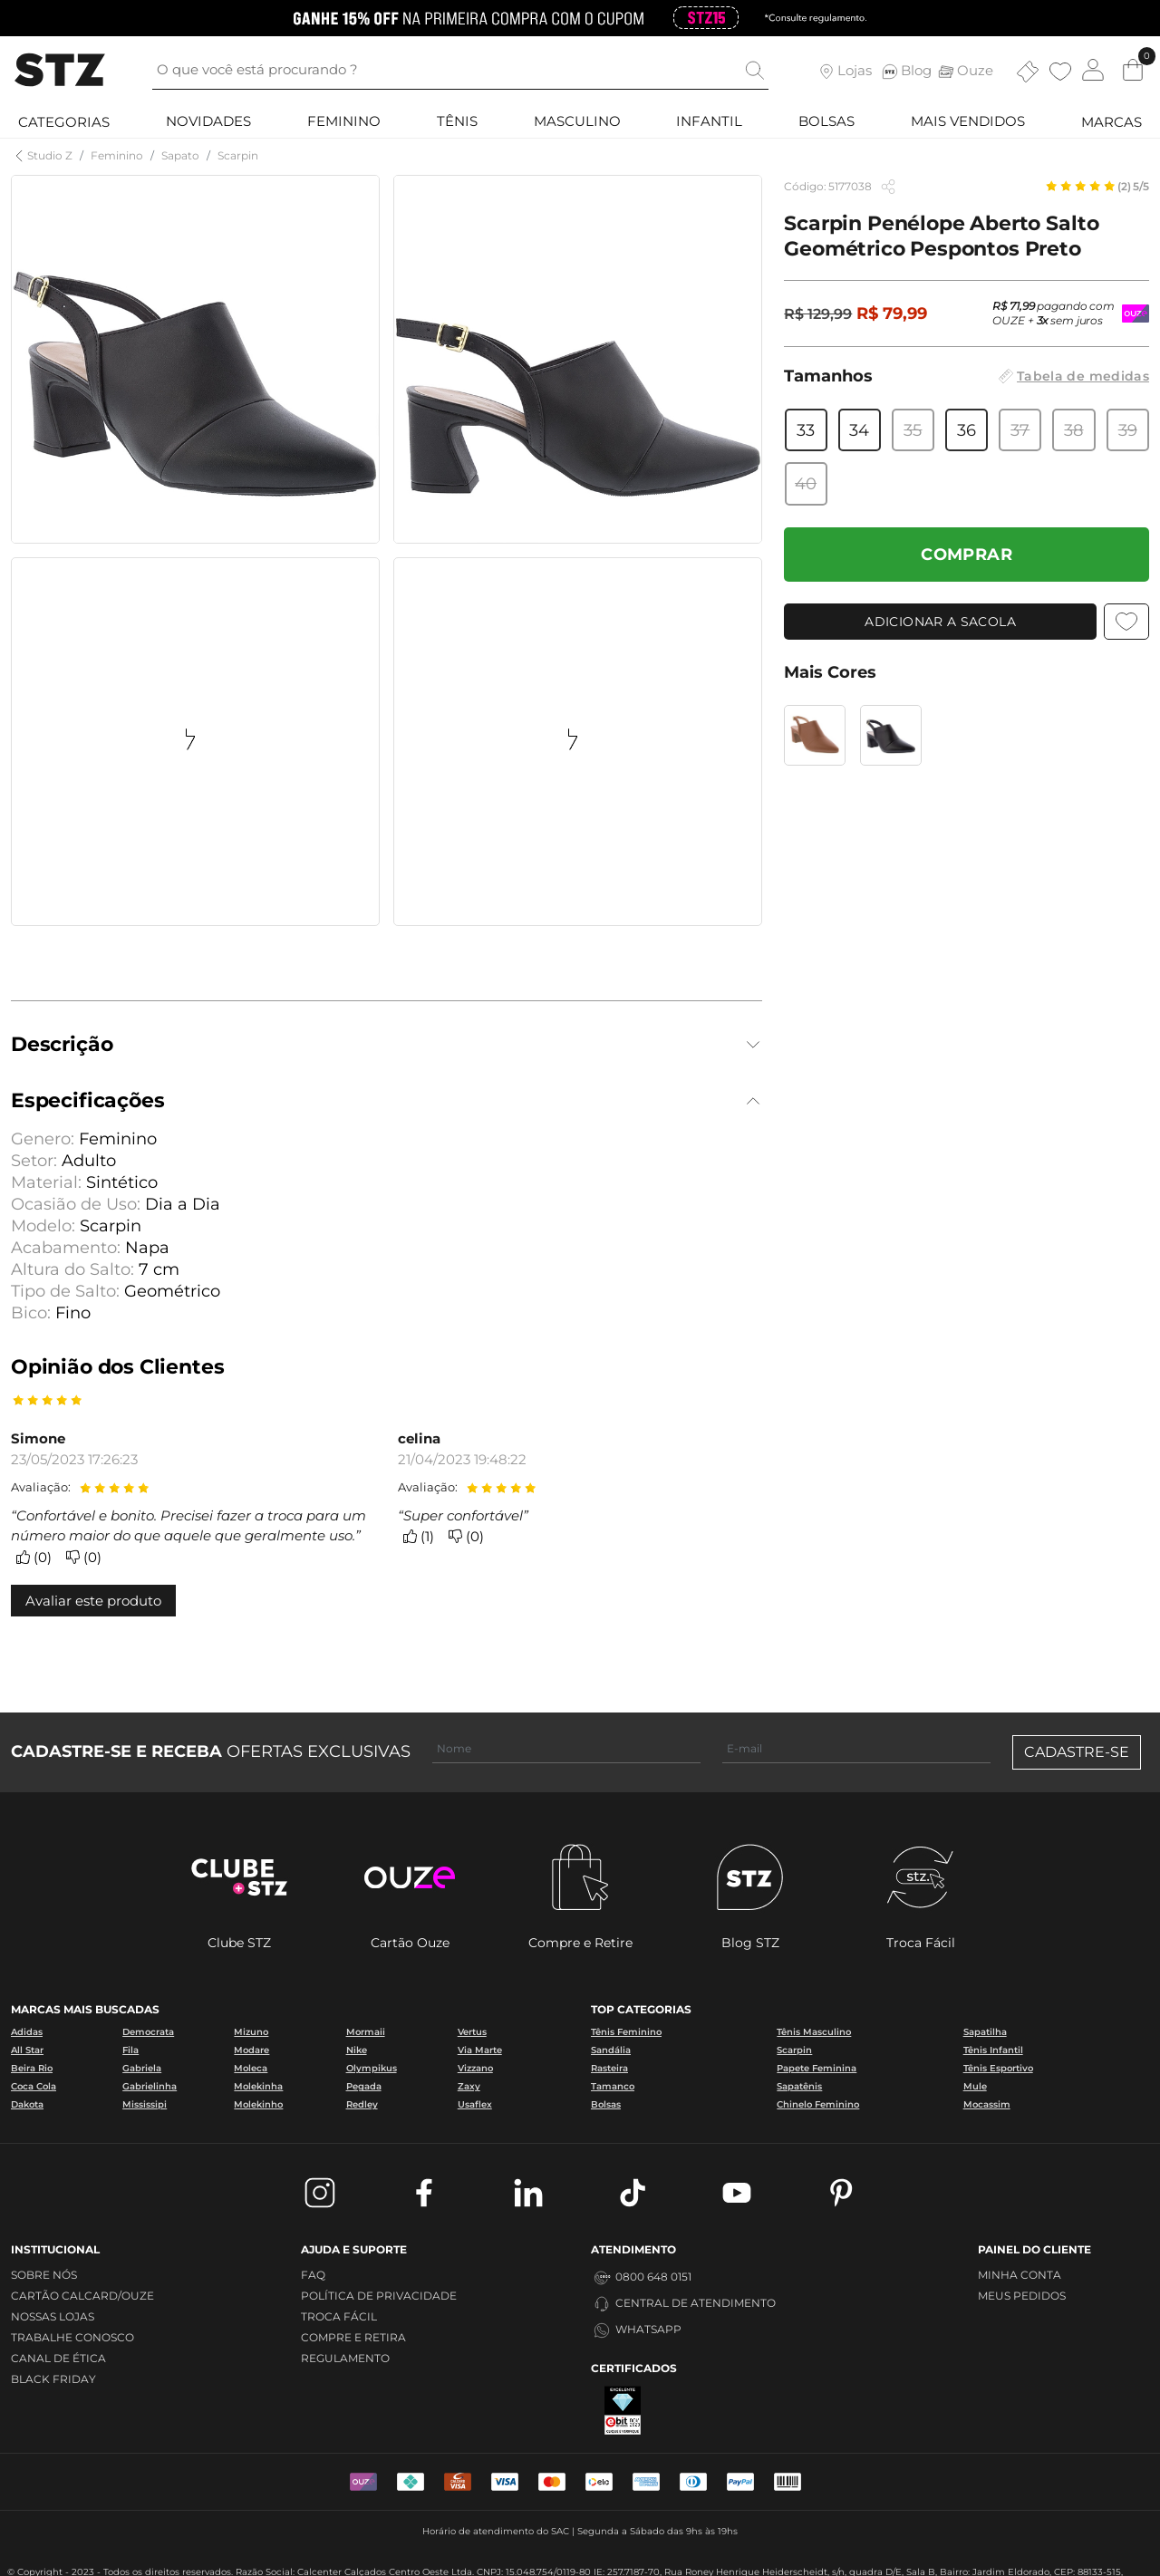 GANHE 15% OFF NA PRIMEIRA COMPRA COM O CUPOM STZ15 *Consulte regulamento.
STZ
O que você está procurando ?
Lojas
Blog
Ouze
0
CATEGORIAS
NOVIDADES
FEMININO
TÊNIS
MASCULINO
INFANTIL
BOLSAS
MAIS VENDIDOS
MARCAS
Studio Z / Feminino / Sapato / Scarpin
Código: 5177038
(2) 5/5
Scarpin Penélope Aberto Salto
Geométrico Pespontos Preto
R$ 129,99 R$ 79,99
R$ 71,99 pagando com
OUZE + 3x sem juros
Tamanhos
Tabela de medidas
33
34
35
36
37
38
39
40
COMPRAR
ADICIONAR A SACOLA
Mais Cores
Descrição
Especificações
Genero: Feminino
Setor: Adulto
Material: Sintético
Ocasião de Uso: Dia a Dia
Modelo: Scarpin
Acabamento: Napa
Altura do Salto: 7 cm
Tipo de Salto: Geométrico
Bico: Fino
Opinião dos Clientes
Simone
23/05/2023 17:26:23
Avaliação:
“Confortável e bonito. Precisei fazer a troca para um
número maior do que aquele que geralmente uso.”
(0) (0)
celina
21/04/2023 19:48:22
Avaliação:
“Super confortável”
(1) (0)
Avaliar este produto
CADASTRE-SE E RECEBA OFERTAS EXCLUSIVAS
Nome
E-mail
CADASTRE-SE
CLUBE
STZ
ouze
STZ
stz.
Clube STZ
Cartão Ouze
Compre e Retire
Blog STZ
Troca Fácil
MARCAS MAIS BUSCADAS
Adidas
Democrata
Mizuno
Mormaii
Vertus
All Star
Fila
Modare
Nike
Via Marte
Beira Rio
Gabriela
Moleca
Olympikus
Vizzano
Coca Cola
Gabrielinha
Molekinha
Pegada
Zaxy
Dakota
Mississipi
Molekinho
Redley
Usaflex
TOP CATEGORIAS
Tênis Feminino
Tênis Masculino
Sapatilha
Sandália
Scarpin
Tênis Infantil
Rasteira
Papete Feminina
Tênis Esportivo
Tamanco
Sapatênis
Mule
Bolsas
Chinelo Feminino
Mocassim
INSTITUCIONAL
SOBRE NÓS
CARTÃO CALCARD/OUZE
NOSSAS LOJAS
TRABALHE CONOSCO
CANAL DE ÉTICA
BLACK FRIDAY
AJUDA E SUPORTE
FAQ
POLÍTICA DE PRIVACIDADE
TROCA FÁCIL
COMPRE E RETIRA
REGULAMENTO
ATENDIMENTO
0800 648 0151
CENTRAL DE ATENDIMENTO
WHATSAPP
CERTIFICADOS
EXCELENTE
ebit
PAINEL DO CLIENTE
MINHA CONTA
MEUS PEDIDOS
VISA
VISA
elo
PayPal
Horário de atendimento do SAC | Segunda a Sábado das 9hs às 19hs
© Copyright - 2023 - Todos os direitos reservados. Razão Social: Calcenter Calçados Centro Oeste Ltda. CNPJ: 15.048.754/0119-80 IE: 257.7187-70, Rua Roney Henrique Heiderscheidt, s/n, quadra D/E, Sala B, Bairro: Jardim Eldorado, CEP: 88133-515,